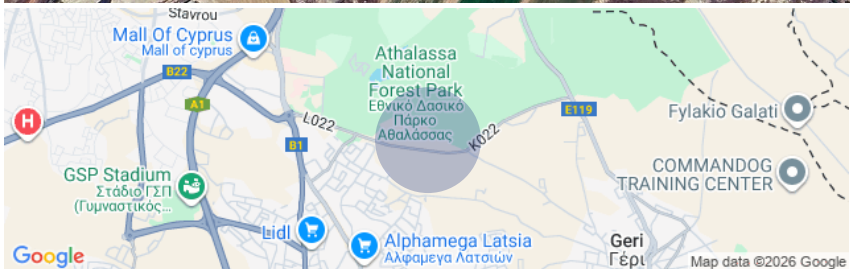 Stavrou
Mall Of Cyprus
Mall of cyprus
B22
A1
L022
B1
Athalassa
National
Forest Park
Εθνικό Δασικό
Πάρκο
Αθαλάσσας
K022
E119
Fylakio Galati
H
GSP Stadium
Στάδιο ΓΣΠ
(Γυμναστικός...
COMMANDOG
TRAINING CENTER
Lidl
Alphamega Latsia
Αλφαμεγα Λατσιών
Geri
Γέρι
Google
Map data ©2026 Google